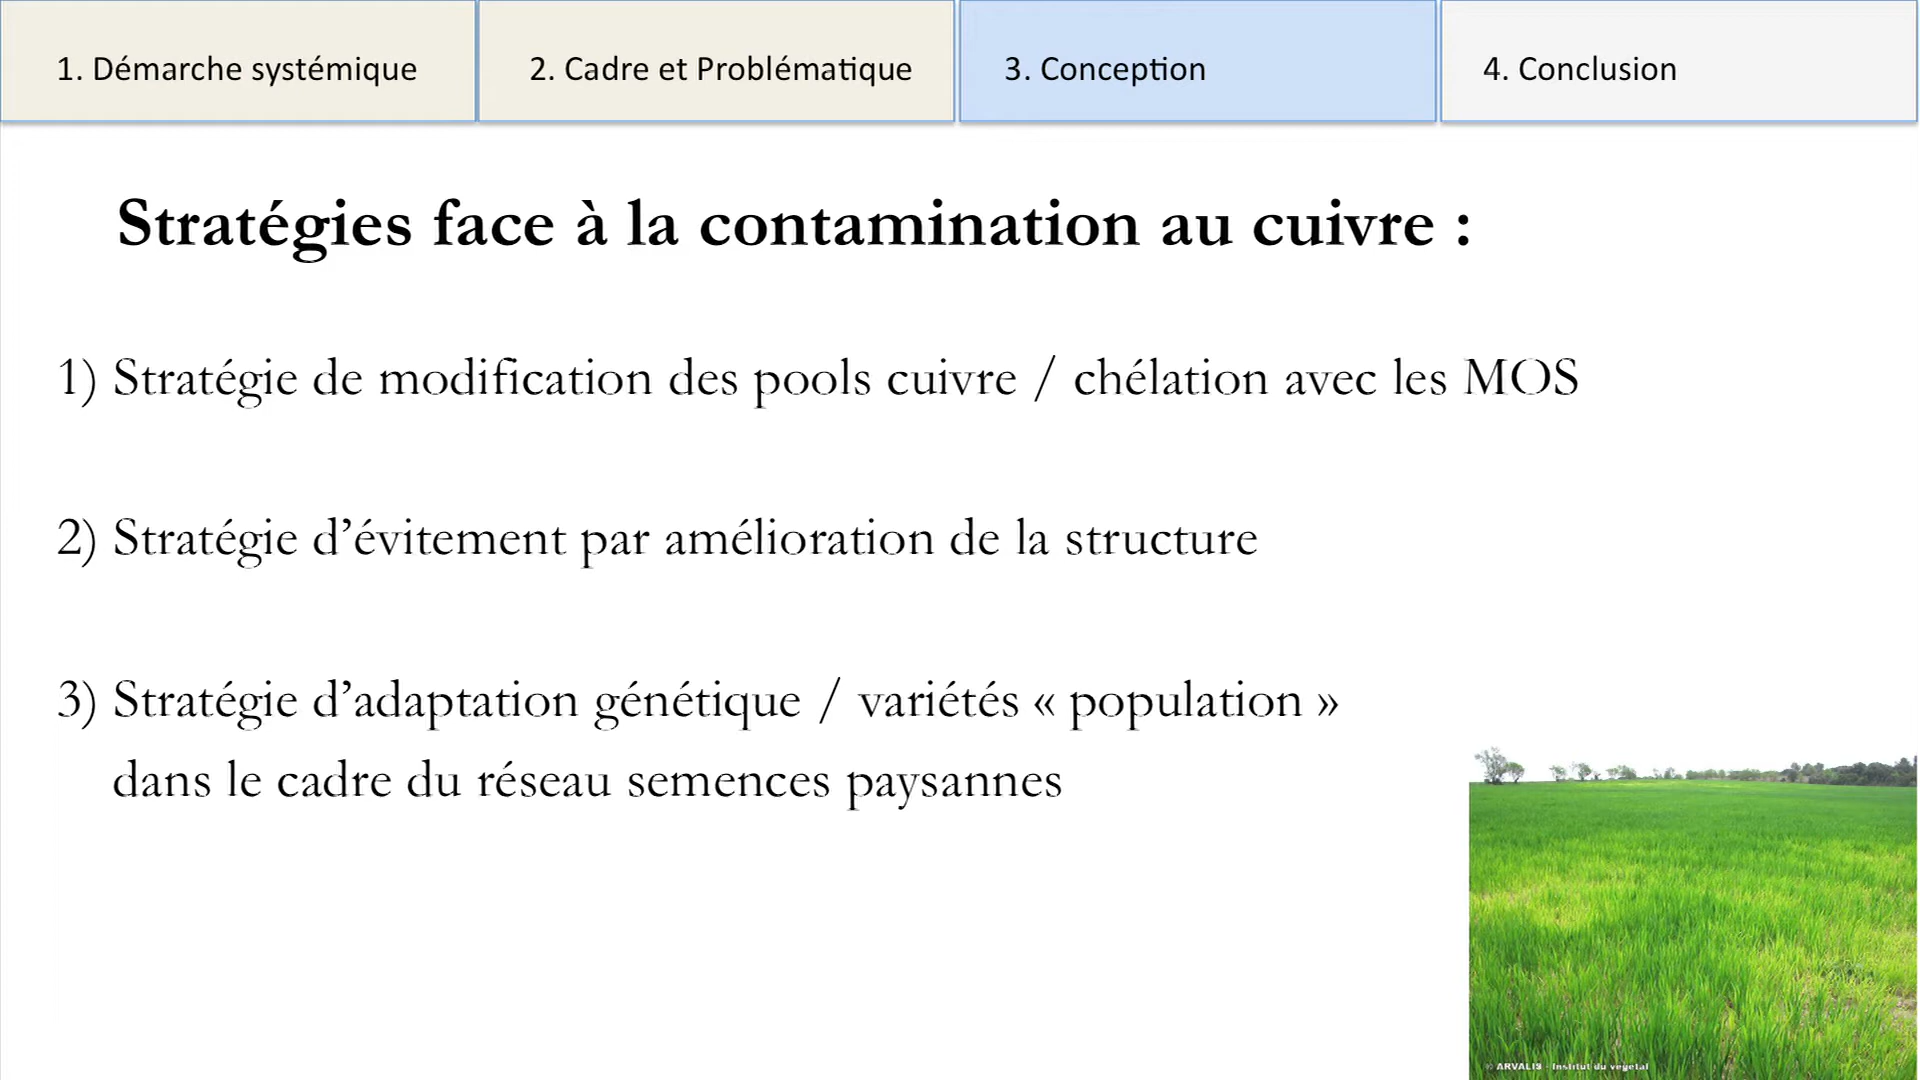 1. Démarche systémique
2. Cadre et Problématique
3. Conception
4. Conclusion
Stratégies face à la contamination au cuivre :
1) Stratégie de modification des pools cuivre / chélation avec les MOS
2) Stratégie d’évitement par amélioration de la structure
3) Stratégie d’adaptation génétique / variétés « population »
dans le cadre du réseau semences paysannes
© ARVALIS - Institut du végétal